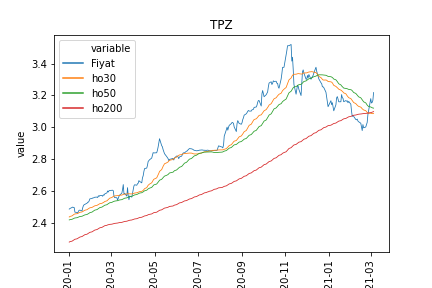 TPZ
variable
Fiyat
ho30
ho50
ho200
value
3.4
3.2
3.0
2.8
2.6
2.4
20-01
20-03
20-05
20-07
20-09
20-11
21-01
21-03